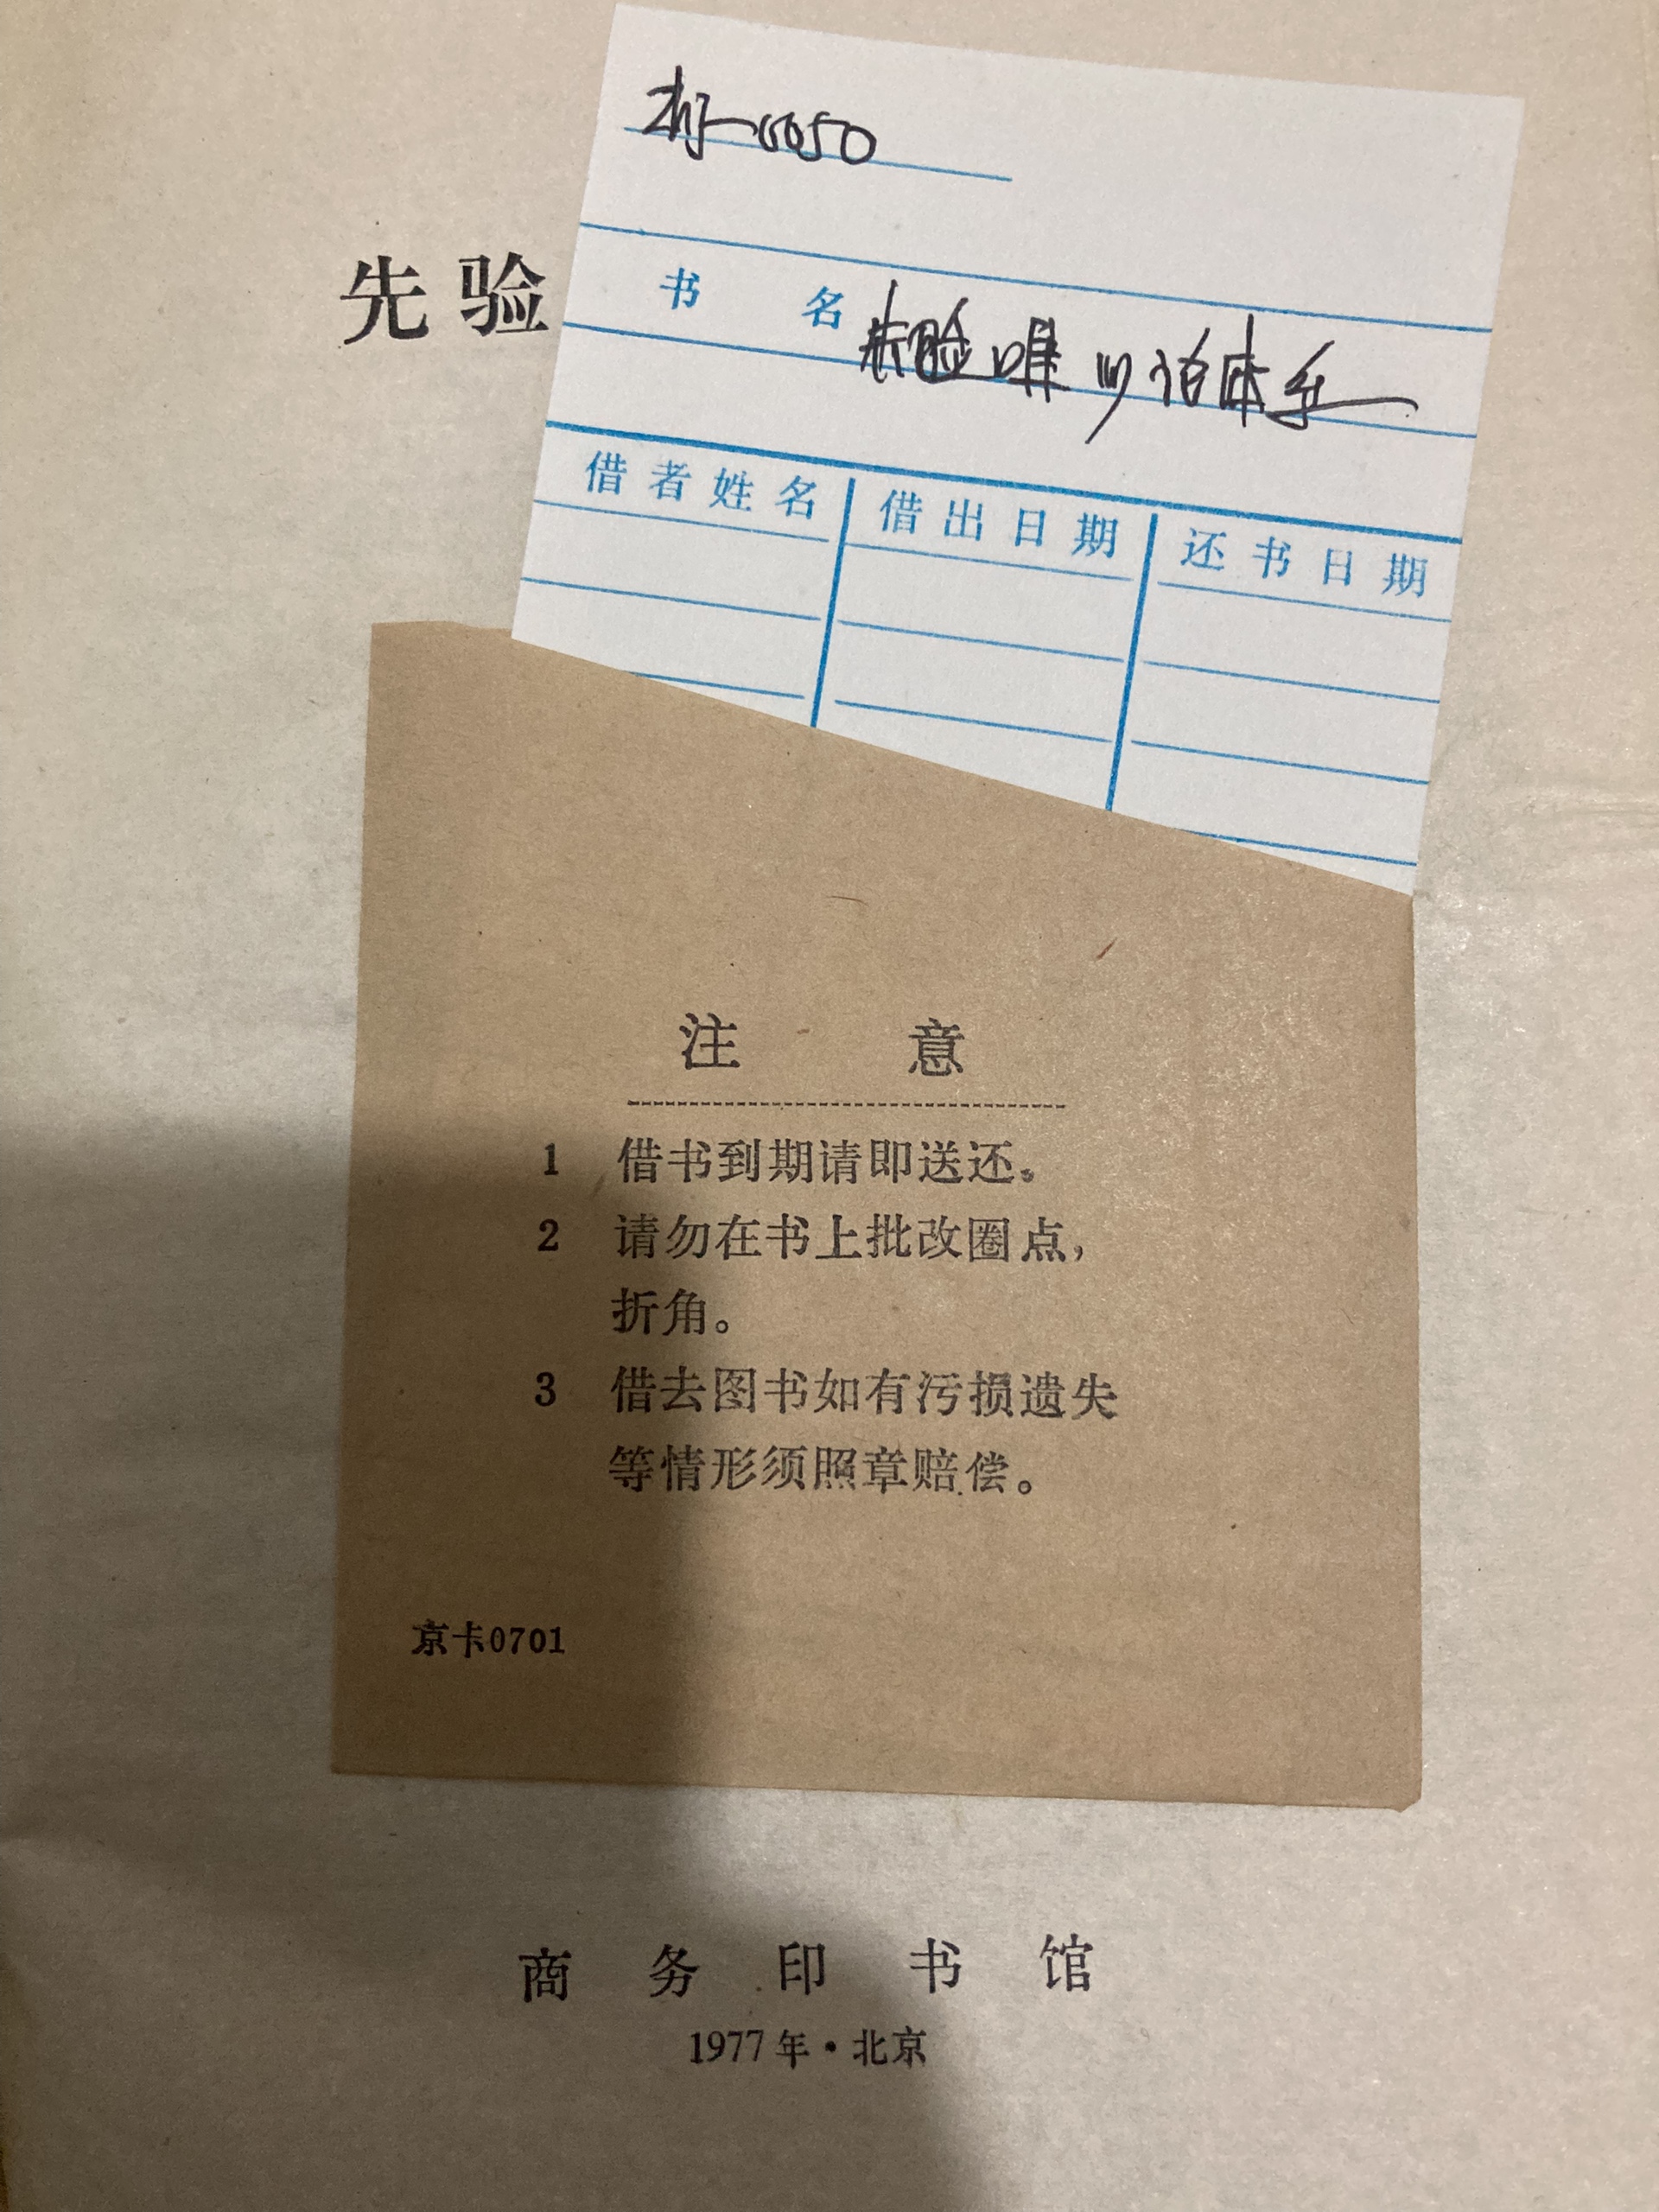 哲-0050
先验
书名 先验唯心论体系
借者姓名 借出日期 还书日期
注意
1 借书到期请即送还。
2 请勿在书上批改圈点,
折角。
3 借去图书如有污损遗失
等情形须照章赔偿。
京卡0701
商务印书馆
1977年·北京